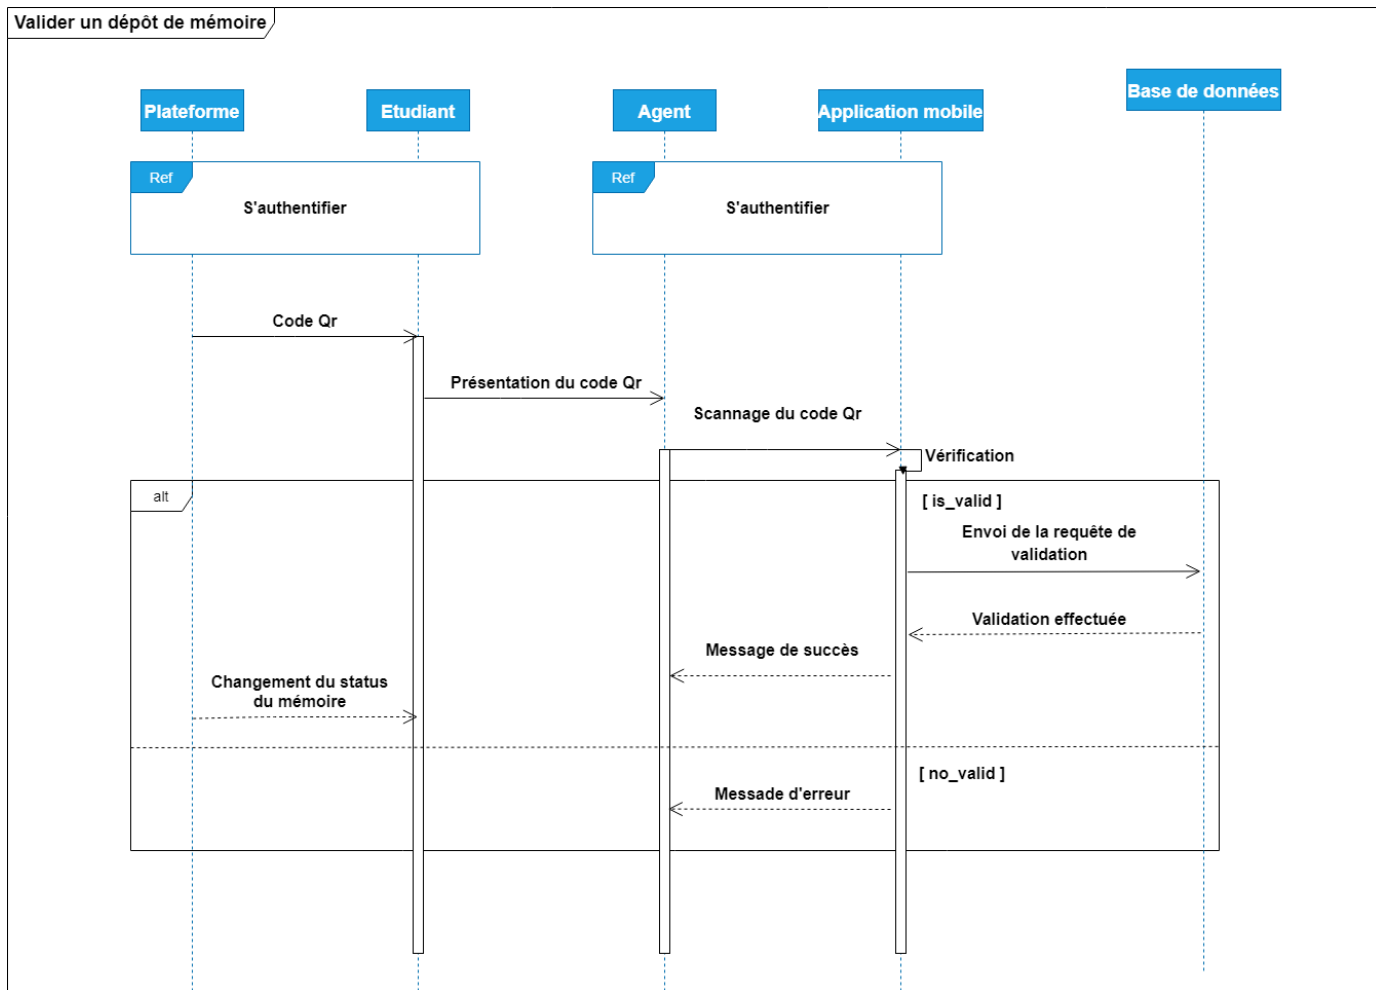 Valider un dépôt de mémoire
Plateforme
Etudiant
Agent
Application mobile
Base de données
Ref
S'authentifier
Ref
S'authentifier
Code Qr
Présentation du code Qr
Scannage du code Qr
Vérification
alt
[ is_valid ]
Envoi de la requête de
validation
Validation effectuée
Message de succès
Changement du status
du mémoire
[ no_valid ]
Messade d'erreur